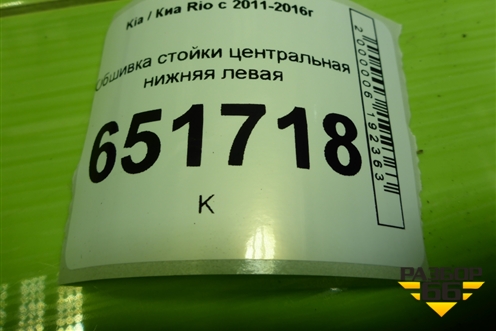 Kia / Киа Rio с 2011-2016г
Обшивка стойки центральная
нижняя левая
651718
К
2000006192363
РАЗБОР
66